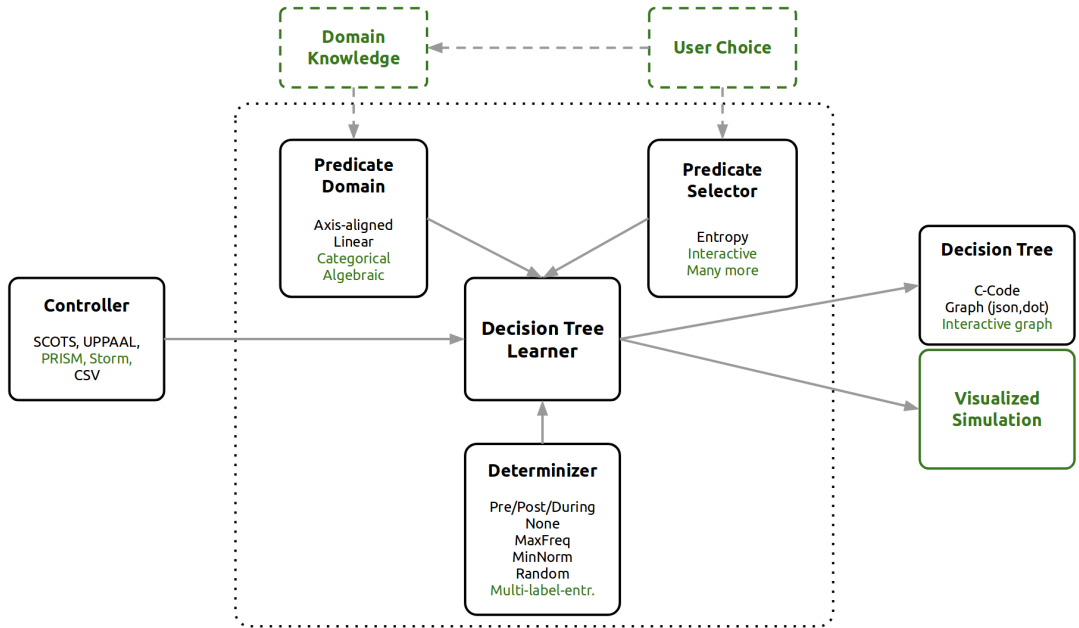 Domain
Knowledge
User Choice
Predicate
Domain
Axis-aligned
Linear
Categorical
Algebraic
Predicate
Selector
Entropy
Interactive
Many more
Controller
SCOTS, UPPAAL,
PRISM, Storm,
CSV
Decision Tree
Learner
Decision Tree
C-Code
Graph (json,dot)
Interactive graph
Visualized
Simulation
Determinizer
Pre/Post/During
None
MaxFreq
MinNorm
Random
Multi-label-entr.